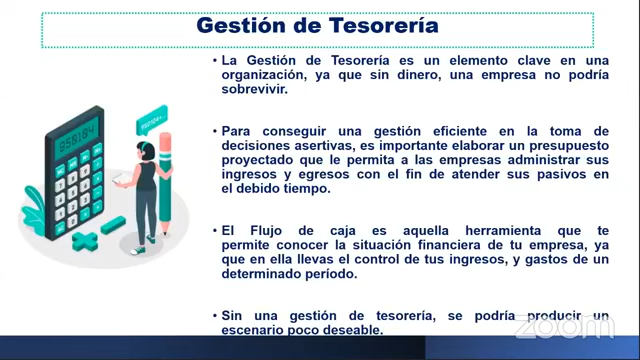 Gestión de Tesorería
• La Gestión de Tesorería es un elemento clave en una
organización, ya que sin dinero, una empresa no podría
sobrevivir.
• Para conseguir una gestión eficiente en la toma de
decisiones asertivas, es importante elaborar un presupuesto
proyectado que le permita a las empresas administrar sus
ingresos y egresos con el fin de atender sus pasivos en
el debido tiempo.
• El Flujo de caja es aquella herramienta que te
permite conocer la situación financiera de tu empresa, ya
que en ella llevas el control de tus ingresos, y gastos de un
determinado período.
• Sin una gestión de tesorería, se podría producir un
escenario poco deseable.
zoom